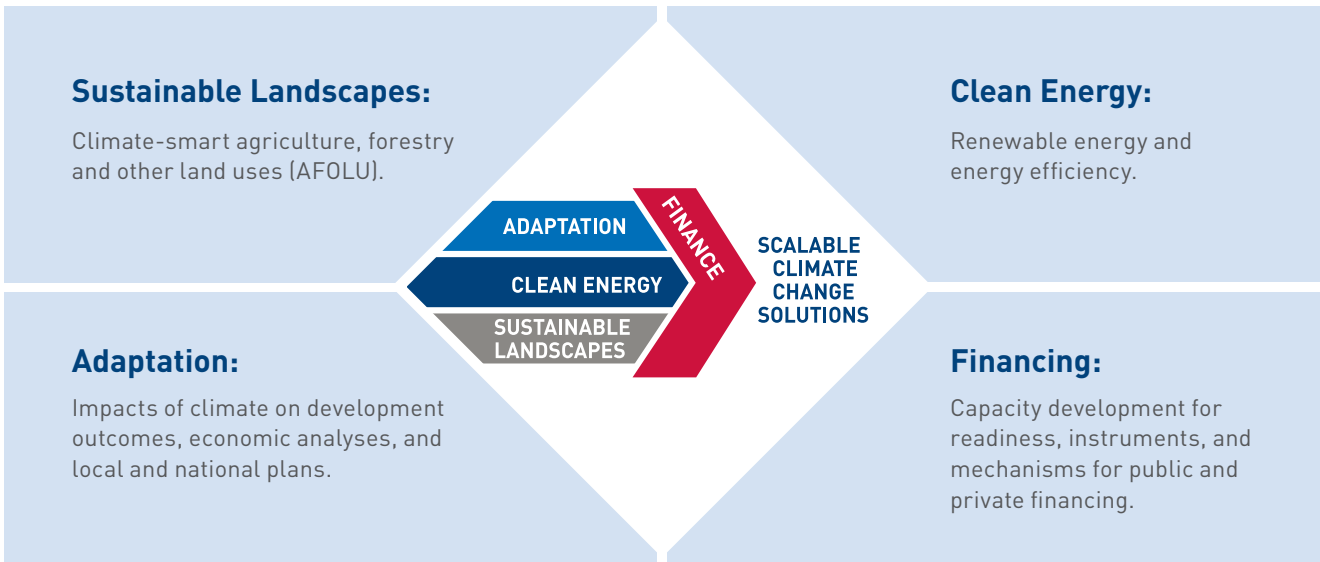 Sustainable Landscapes:
Climate-smart agriculture, forestry
and other land uses (AFOLU).
Clean Energy:
Renewable energy and
energy efficiency.
ADAPTATION
CLEAN ENERGY
SUSTAINABLE
LANDSCAPES
FINANCE
SCALABLE
CLIMATE
CHANGE
SOLUTIONS
Adaptation:
Impacts of climate on development
outcomes, economic analyses, and
local and national plans.
Financing:
Capacity development for
readiness, instruments, and
mechanisms for public and
private financing.